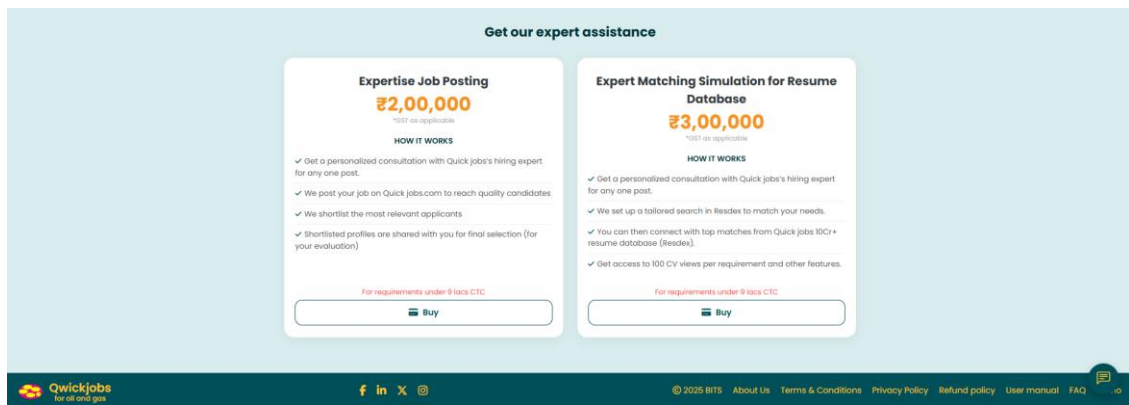 Get our expert assistance
Expertise Job Posting
₹2,00,000
*GST as applicable
HOW IT WORKS
✓ Get a personalized consultation with Quick jobs's hiring expert
for any one post.
✓ We post your job on Quick jobs.com to reach quality candidates
✓ We shortlist the most relevant applicants
✓ Shortlisted profiles are shared with you for final selection (for
your evaluation)
For requirements under 9 lacs CTC
Buy
Expert Matching Simulation for Resume
Database
₹3,00,000
*GST as applicable
HOW IT WORKS
✓ Get a personalized consultation with Quick jobs's hiring expert
for any one post.
✓ We set up a tailored search in Resdex to match your needs.
✓ You can then connect with top matches from Quick jobs 10Cr+
resume database (Resdex).
✓ Get access to 100 CV views per requirement and other features.
For requirements under 9 lacs CTC
Buy
Qwickjobs
for oil and gas
© 2025 BITS About Us Terms & Conditions Privacy Policy Refund policy User manual FAQ